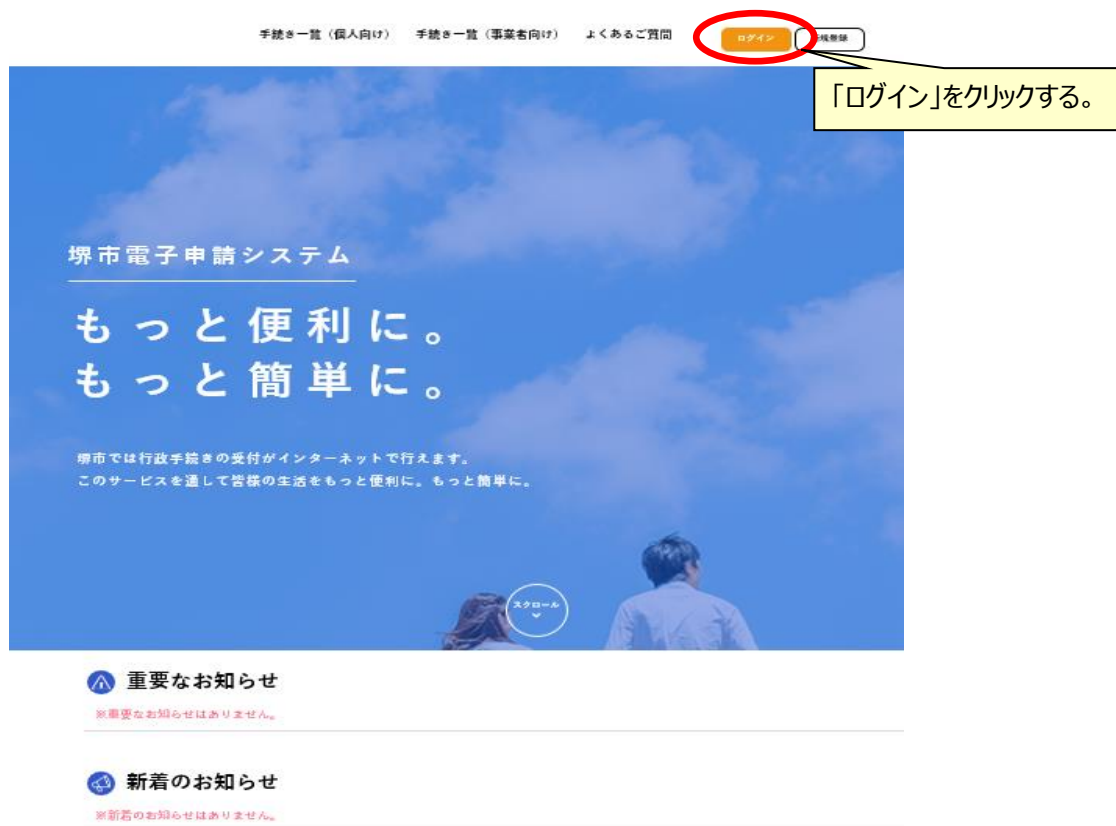 手続き一覧（個人向け） 手続き一覧（事業者向け） よくあるご質問 ログイン 規登録
「ログイン」をクリックする。
堺市電子申請システム
もっと便利に。
もっと簡単に。
堺市では行政手続きの受付がインターネットで行えます。
このサービスを通して皆様の生活をもっと便利に。もっと簡単に。
スクロール
重要なお知らせ
※重要なお知らせはありません。
新着のお知らせ
※新着のお知らせはありません。